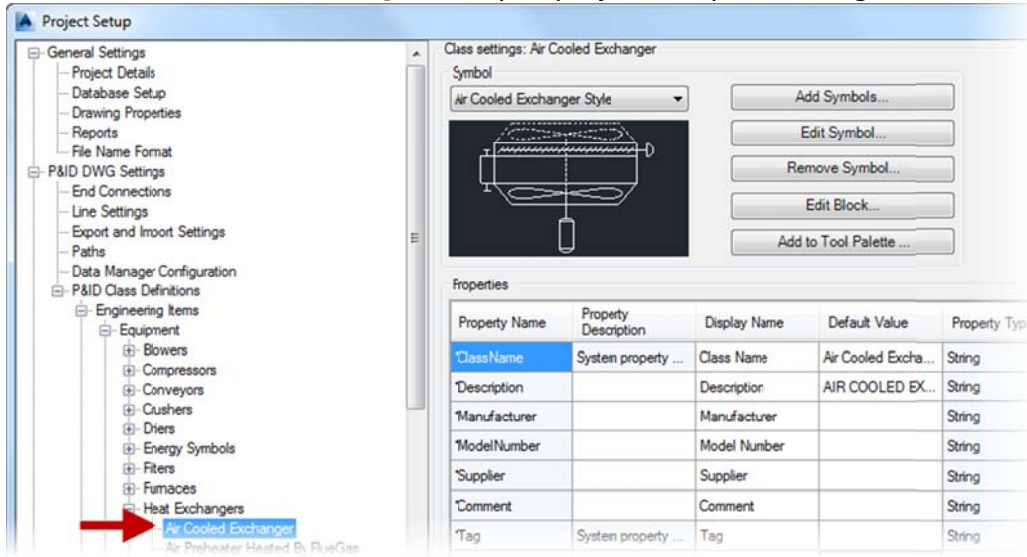 Project Setup
General Settings
Project Details
Database Setup
Drawing Properties
Reports
File Name Fomat
P&ID DWG Settings
End Connections
Line Settings
Export and Import Settings
Paths
Data Manager Configuration
P&ID Class Definitions
Engineering Items
Equipment
Blowers
Compressors
Conveyors
Cushers
Driers
Energy Symbols
Fiters
Fumaces
Heat Exchangers
Air Cooled Exchanger
Air Preheater Heated By FlueGas
Class settings: Air Cooled Exchanger
Symbol
Air Cooled Exchanger Style
Add Symbols...
Edit Symbol...
Remove Symbol...
Edit Block...
Add to Tool Palette ...
Properties
Property Name Property Description Display Name Default Value Property Typ
*ClassName System property ... Class Name Air Cooled Excha... String
*Description Description AIR COOLED EX... String
*Manufacturer Manufacturer String
*ModelNumber Model Number String
*Supplier Supplier String
*Comment Comment String
*Tag System property ... Tag String